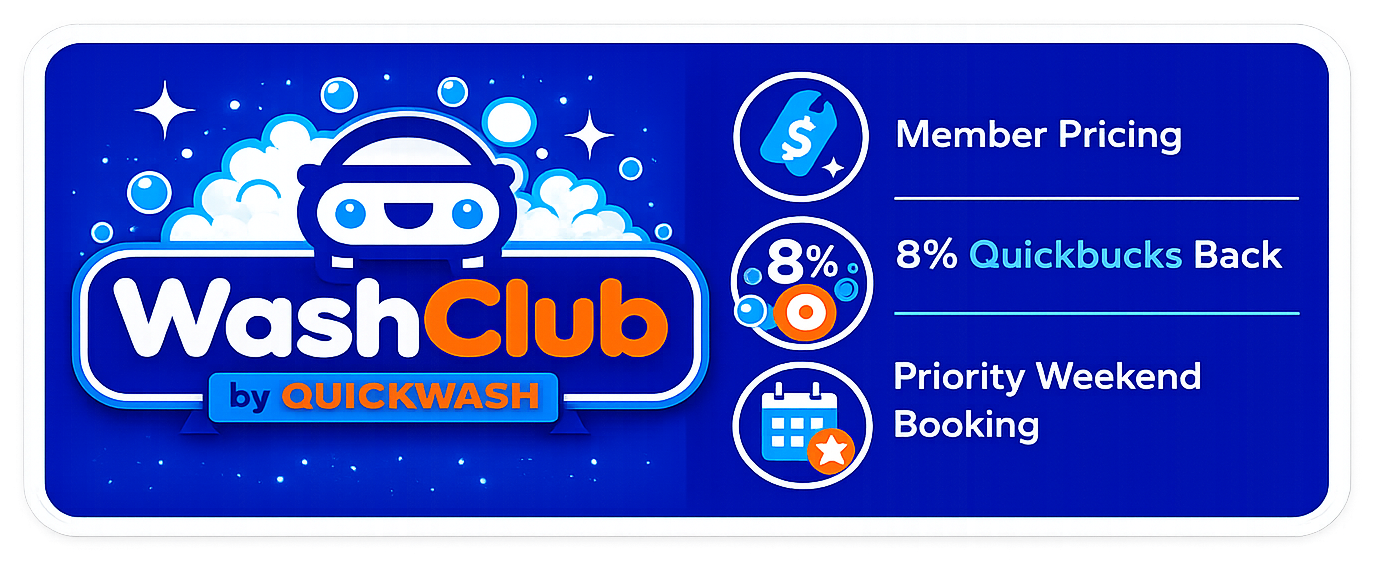 WashClub
by QUICKWASH
$
Member Pricing
8%
8% Quickbucks Back
Priority Weekend
Booking